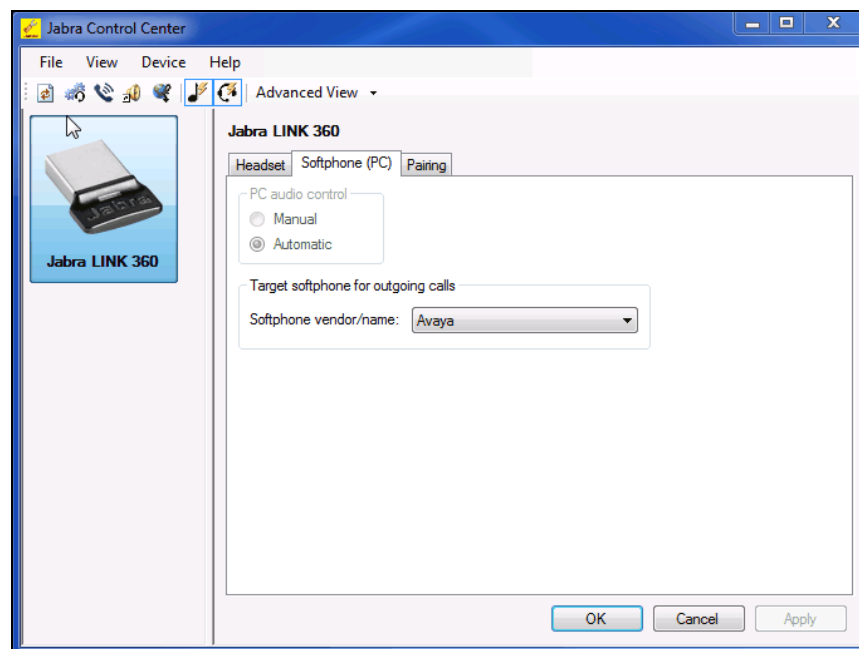 Jabra Control Center
File View Device Help
Advanced View
Jabra LINK 360
Headset Softphone (PC) Pairing
PC audio control
Manual
Automatic
Jabra
Jabra LINK 360
Target softphone for outgoing calls
Softphone vendor/name: Avaya
OK Cancel Apply